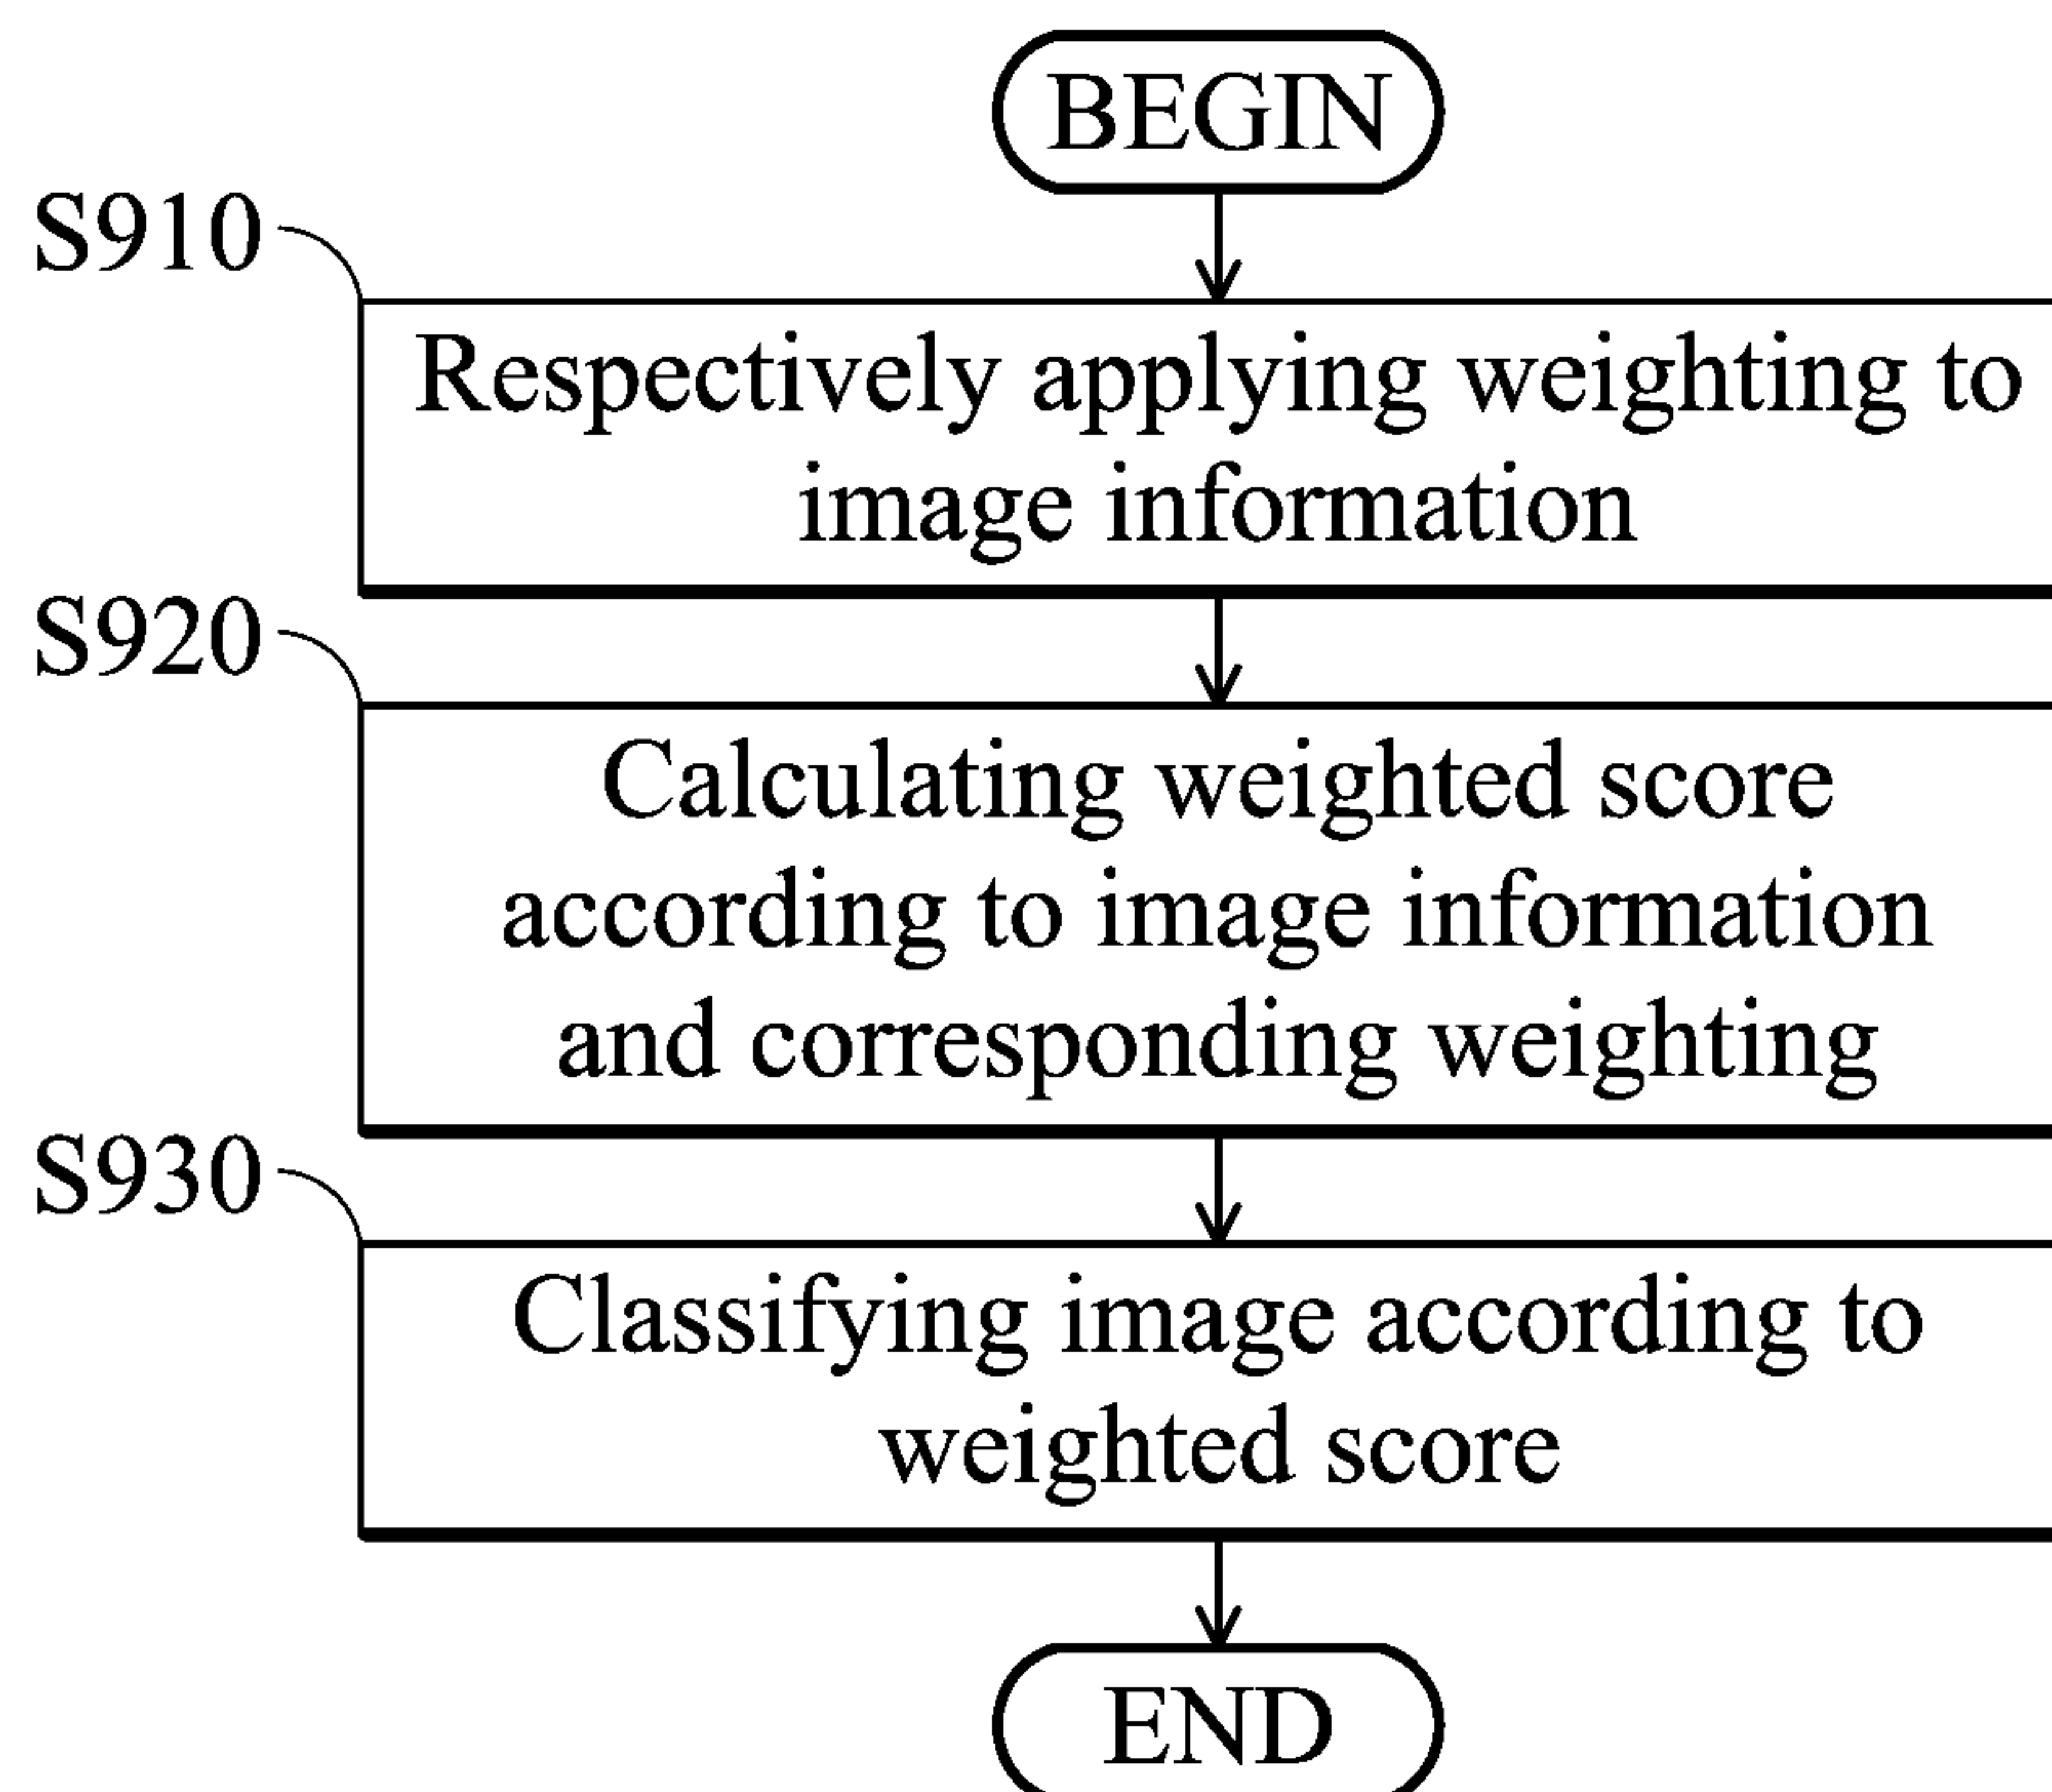 BEGIN
S910
Respectively applying weighting to
image information
S920
Calculating weighted score
according to image information
and corresponding weighting
S930
Classifying image according to
weighted score
END